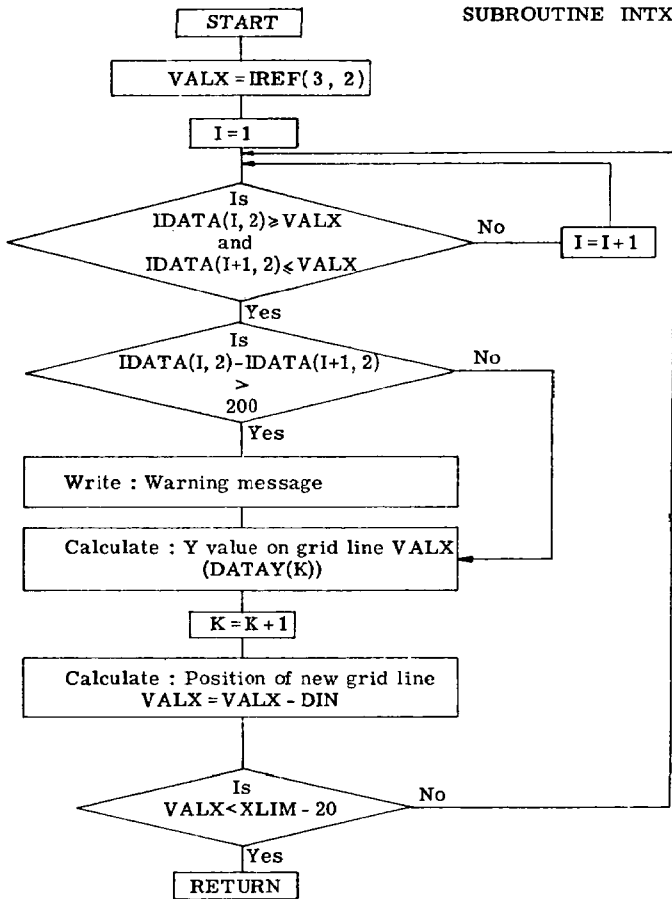 SUBROUTINE INTX
START
VALX = IREF(3, 2)
I = 1
Is
IDATA(I, 2) ⩾ VALX
and
IDATA(I+1, 2) ⩽ VALX
No
I = I + 1
Yes
Is
IDATA(I, 2) - IDATA(I+1, 2)
>
200
No
Yes
Write : Warning message
Calculate : Y value on grid line VALX
(DATAY(K))
K = K + 1
Calculate : Position of new grid line
VALX = VALX - DIN
Is
VALX < XLIM - 20
No
Yes
RETURN